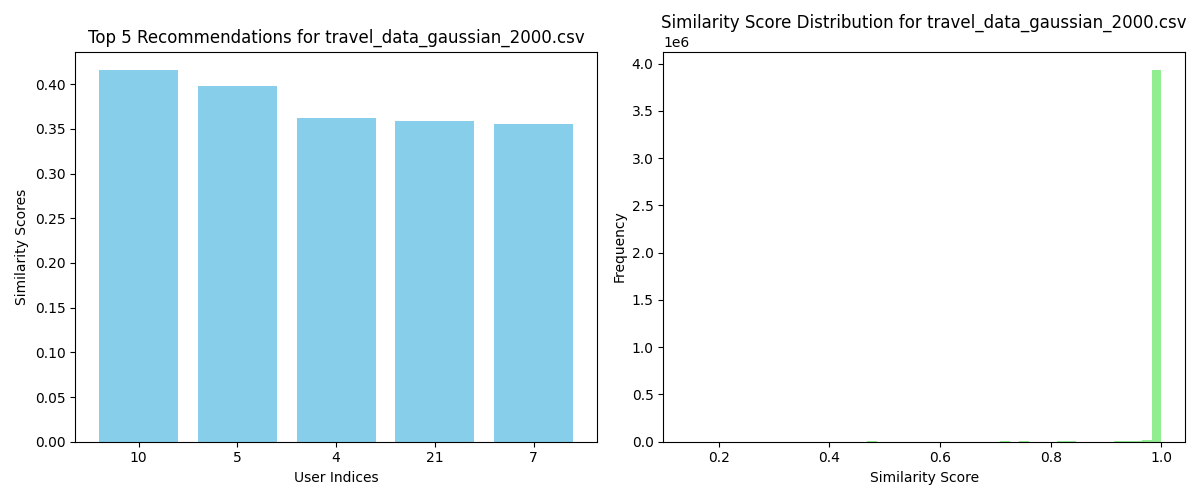 Top 5 Recommendations for travel_data_gaussian_2000.csv
0.40
0.35
0.30
0.25
0.20
0.15
0.10
0.05
0.00
Similarity Scores
10 5 4 21 7
User Indices
Similarity Score Distribution for travel_data_gaussian_2000.csv
1e6
4.0
3.5
3.0
2.5
2.0
1.5
1.0
0.5
0.0
Frequency
0.2 0.4 0.6 0.8 1.0
Similarity Score